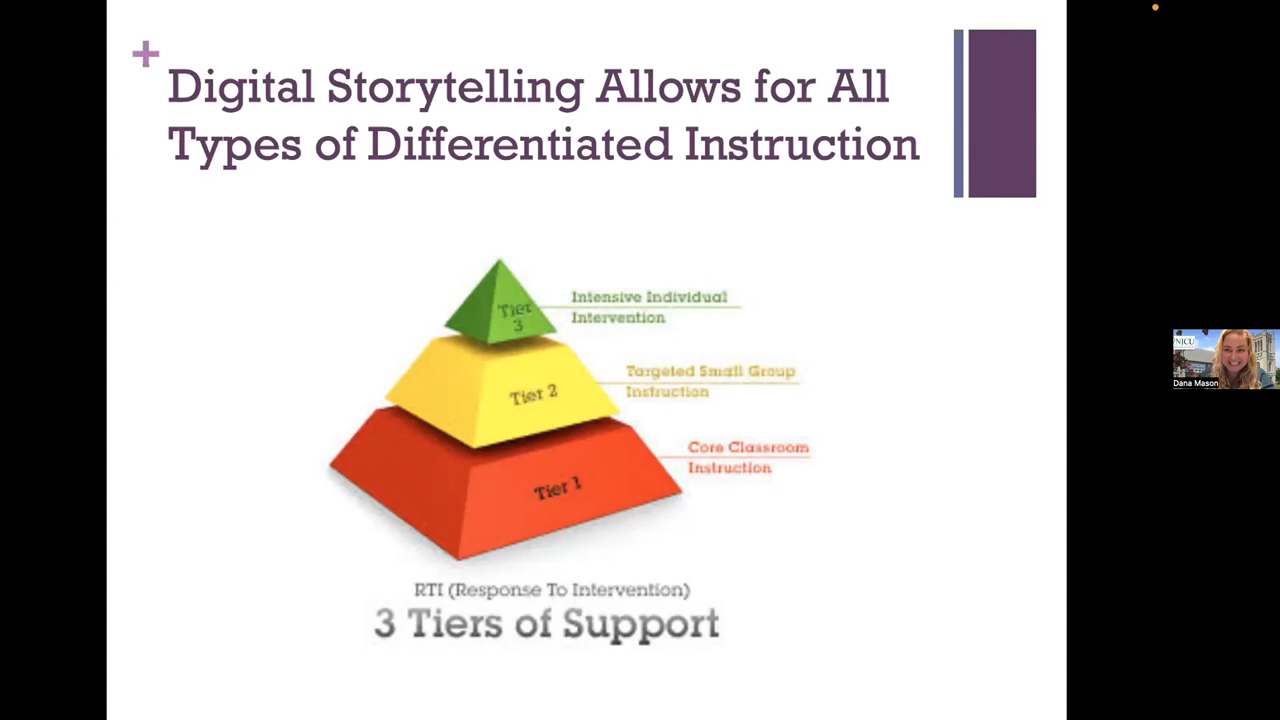 +
Digital Storytelling Allows for All
Types of Differentiated Instruction
Tier
3
Intensive Individual
Intervention
Tier 2
Targeted Small Group
Instruction
Tier 1
Core Classroom
Instruction
RTI (Response To Intervention)
3 Tiers of Support
NJCU
Dana Mason